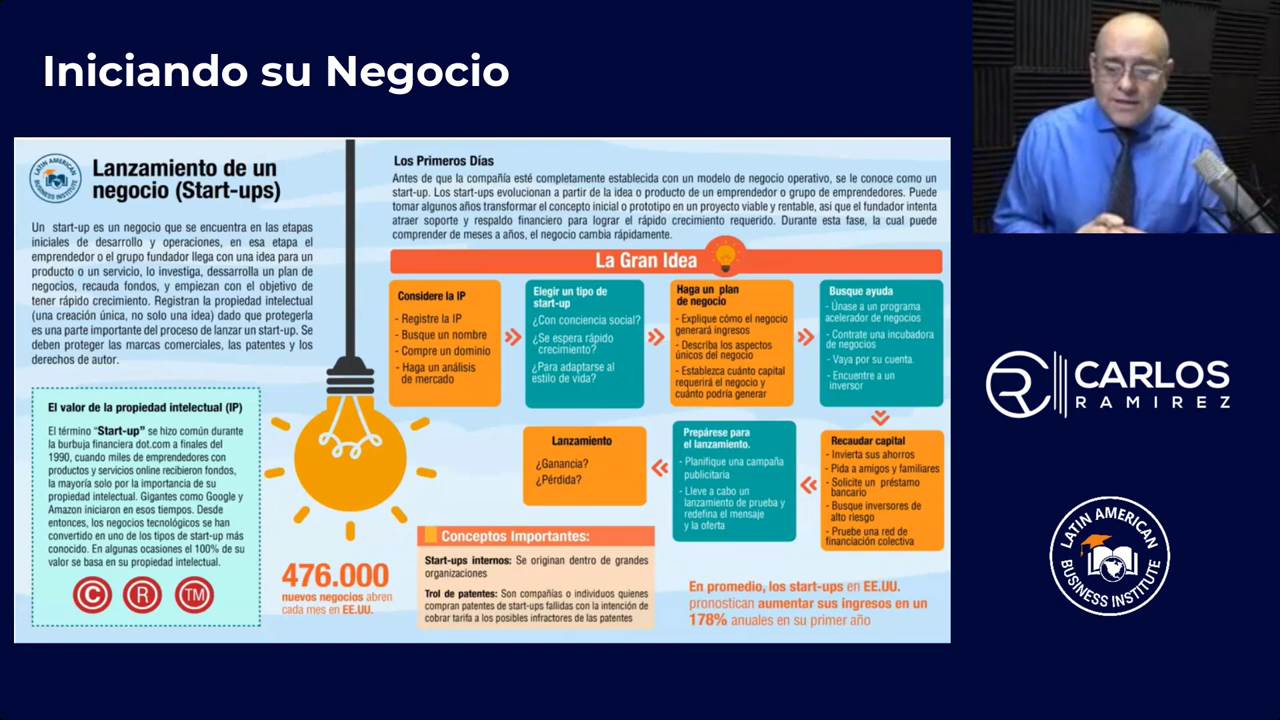 Iniciando su Negocio
LATIN AMERICAN
BUSINESS INSTITUTE
Lanzamiento de un
negocio (Start-ups)
Un start-up es un negocio que se encuentra en las etapas
iniciales de desarrollo y operaciones, en esa etapa el
emprendedor o el grupo fundador llega con una idea para un
producto o un servicio, lo investiga, dessarrolla un plan de
negocios, recauda fondos, y empiezan con el objetivo de
tener rápido crecimiento. Registran la propiedad intelectual
(una creación única, no solo una idea) dado que protegerla
es una parte importante del proceso de lanzar un start-up. Se
deben proteger las marcas comerciales, las patentes y los
derechos de autor.
El valor de la propiedad intelectual (IP)
El término "Start-up" se hizo común durante
la burbuja financiera dot.com a finales del
1990, cuando miles de emprendedores con
productos y servicios online recibieron fondos,
la mayoría solo por la importancia de su
propiedad intelectual. Gigantes como Google y
Amazon iniciaron en esos tiempos. Desde
entonces, los negocios tecnológicos se han
convertido en uno de los tipos de start-up más
conocido. En algunas ocasiones el 100% de su
valor se basa en su propiedad intelectual.
C R TM
476.000
nuevos negocios abren
cada mes en EE.UU.
Los Primeros Días
Antes de que la compañía esté completamente establecida con un modelo de negocio operativo, se le conoce como un
start-up. Los start-ups evolucionan a partir de la idea o producto de un emprendedor o grupo de emprendedores. Puede
tomar algunos años transformar el concepto inicial o prototipo en un proyecto viable y rentable, asi que el fundador intenta
atraer soporte y respaldo financiero para lograr el rápido crecimiento requerido. Durante esta fase, la cual puede
comprender de meses a años, el negocio cambia rápidamente.
La Gran Idea
Considere la IP
- Registre la IP
- Busque un nombre
- Compre un dominio
- Haga un análisis
de mercado
Elegir un tipo de
start-up
¿Con conciencia social?
¿Se espera rápido
crecimiento?
¿Para adaptarse al
estilo de vida?
Haga un plan
de negocio
- Explique cómo el negocio
generará ingresos
- Describa los aspectos
únicos del negocio
- Establezca cuánto capital
requerirá el negocio y
cuánto podría generar
Busque ayuda
- Únase a un programa
acelerador de negocios
- Contrate una incubadora
de negocios
- Vaya por su cuenta.
- Encuentre a un
inversor
Recaudar capital
- Invierta sus ahorros
- Pida a amigos y familiares
- Solicite un préstamo
bancario
- Busque inversores de
alto riesgo
- Pruebe una red de
financiación colectiva
Prepárese para
el lanzamiento.
- Planifique una campaña
publicitaria
- Lleve a cabo un
lanzamiento de prueba y
redefina el mensaje
y la oferta
Lanzamiento
¿Ganancia?
¿Pérdida?
Conceptos Importantes:
Start-ups internos: Se originan dentro de grandes
organizaciones
Trol de patentes: Son compañías o individuos quienes
compran patentes de start-ups fallidas con la intención de
cobrar tarifa a los posibles infractores de las patentes
En promedio, los start-ups en EE.UU.
pronostican aumentar sus ingresos en un
178% anuales en su primer año
CARLOS
RAMIREZ
LATIN AMERICAN
BUSINESS INSTITUTE